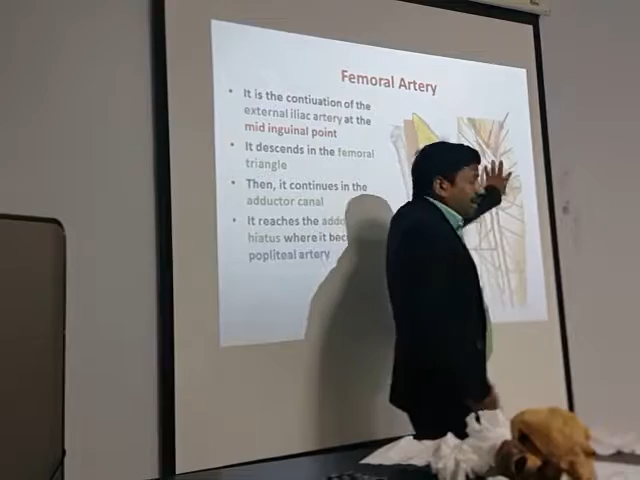 Femoral Artery
• It is the contiuation of the
external iliac artery at the
mid inguinal point
• It descends in the femoral
triangle
• Then, it continues in the
adductor canal
• It reaches the
hiatus where it
popliteal artery